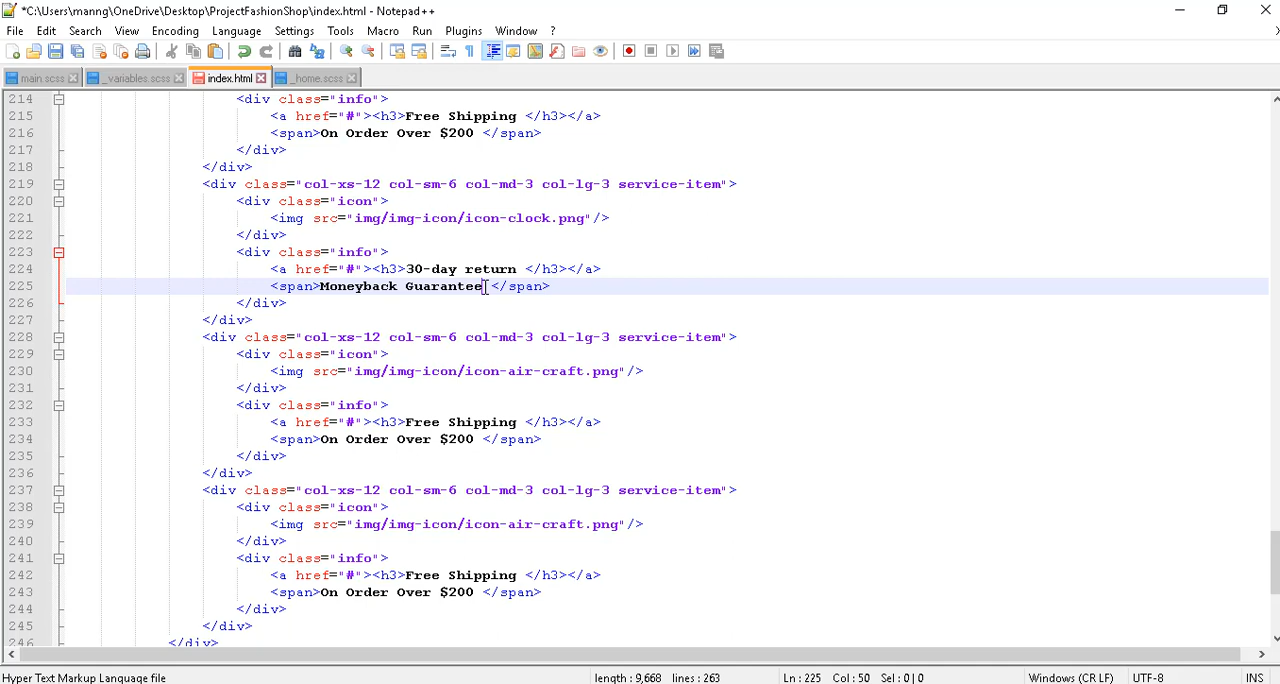 *C:\Users\manng\OneDrive\Desktop\ProjectFashionShop\index.html - Notepad++
File Edit Search View Encoding Language Settings Tools Macro Run Plugins Window ?
main.scss _variables.scss index.html _home.scss
214 <div class="info">
215 <a href="#"><h3>Free Shipping </h3></a>
216 <span>On Order Over $200 </span>
217 </div>
218 </div>
219 <div class="col-xs-12 col-sm-6 col-md-3 col-lg-3 service-item">
220 <div class="icon">
221 <img src="img/img-icon/icon-clock.png"/>
222 </div>
223 <div class="info">
224 <a href="#"><h3>30-day return </h3></a>
225 <span>Moneyback Guarantee </span>
226 </div>
227 </div>
228 <div class="col-xs-12 col-sm-6 col-md-3 col-lg-3 service-item">
229 <div class="icon">
230 <img src="img/img-icon/icon-air-craft.png"/>
231 </div>
232 <div class="info">
233 <a href="#"><h3>Free Shipping </h3></a>
234 <span>On Order Over $200 </span>
235 </div>
236 </div>
237 <div class="col-xs-12 col-sm-6 col-md-3 col-lg-3 service-item">
238 <div class="icon">
239 <img src="img/img-icon/icon-air-craft.png"/>
240 </div>
241 <div class="info">
242 <a href="#"><h3>Free Shipping </h3></a>
243 <span>On Order Over $200 </span>
244 </div>
245 </div>
246 </div>
Hyper Text Markup Language file length : 9,668 lines : 263 Ln : 225 Col : 50 Sel : 0 | 0 Windows (CR LF) UTF-8 INS